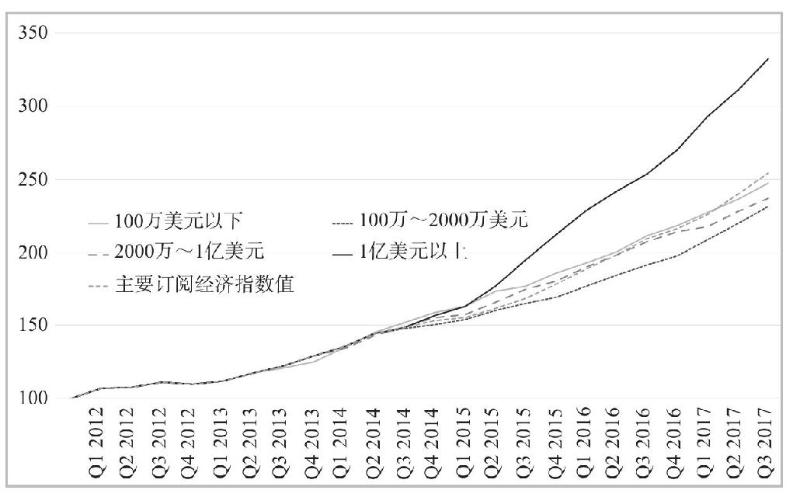 350
300
250
200
150
100
100万美元以下
100万～2000万美元
2000万～1亿美元
1亿美元以上
主要订阅经济指数值
Q1 2012
Q2 2012
Q3 2012
Q4 2012
Q1 2013
Q2 2013
Q3 2013
Q4 2013
Q1 2014
Q2 2014
Q3 2014
Q4 2014
Q1 2015
Q2 2015
Q3 2015
Q4 2015
Q1 2016
Q2 2016
Q3 2016
Q4 2016
Q1 2017
Q2 2017
Q3 2017